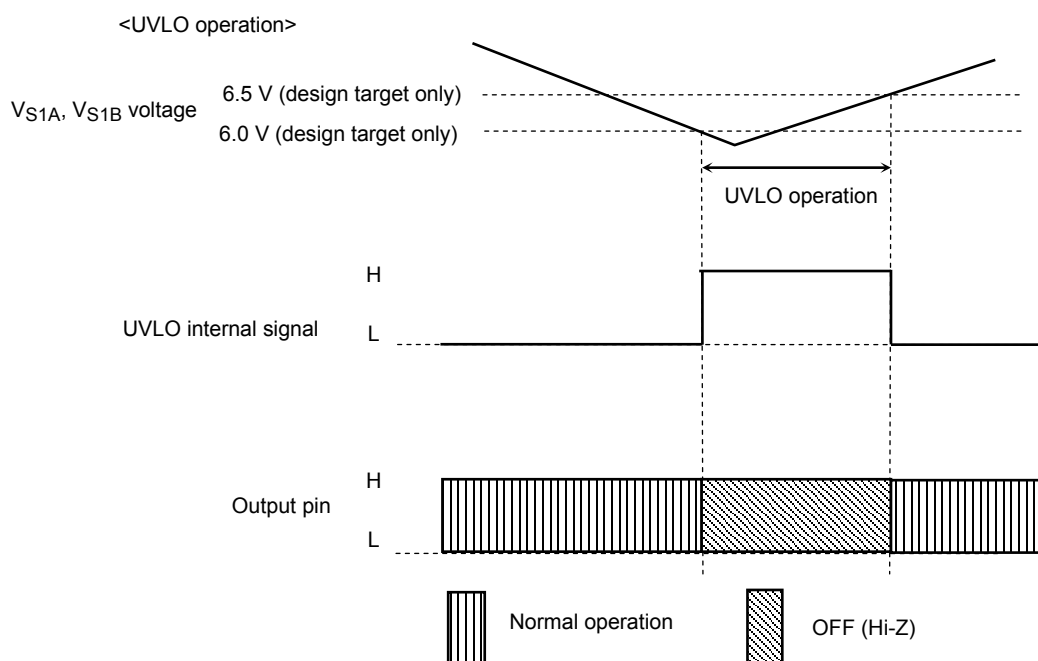 <UVLO operation>
VS1A, VS1B voltage
6.5 V (design target only)
6.0 V (design target only)
UVLO operation
UVLO internal signal
H
L
Output pin
H
L
Normal operation
OFF (Hi-Z)